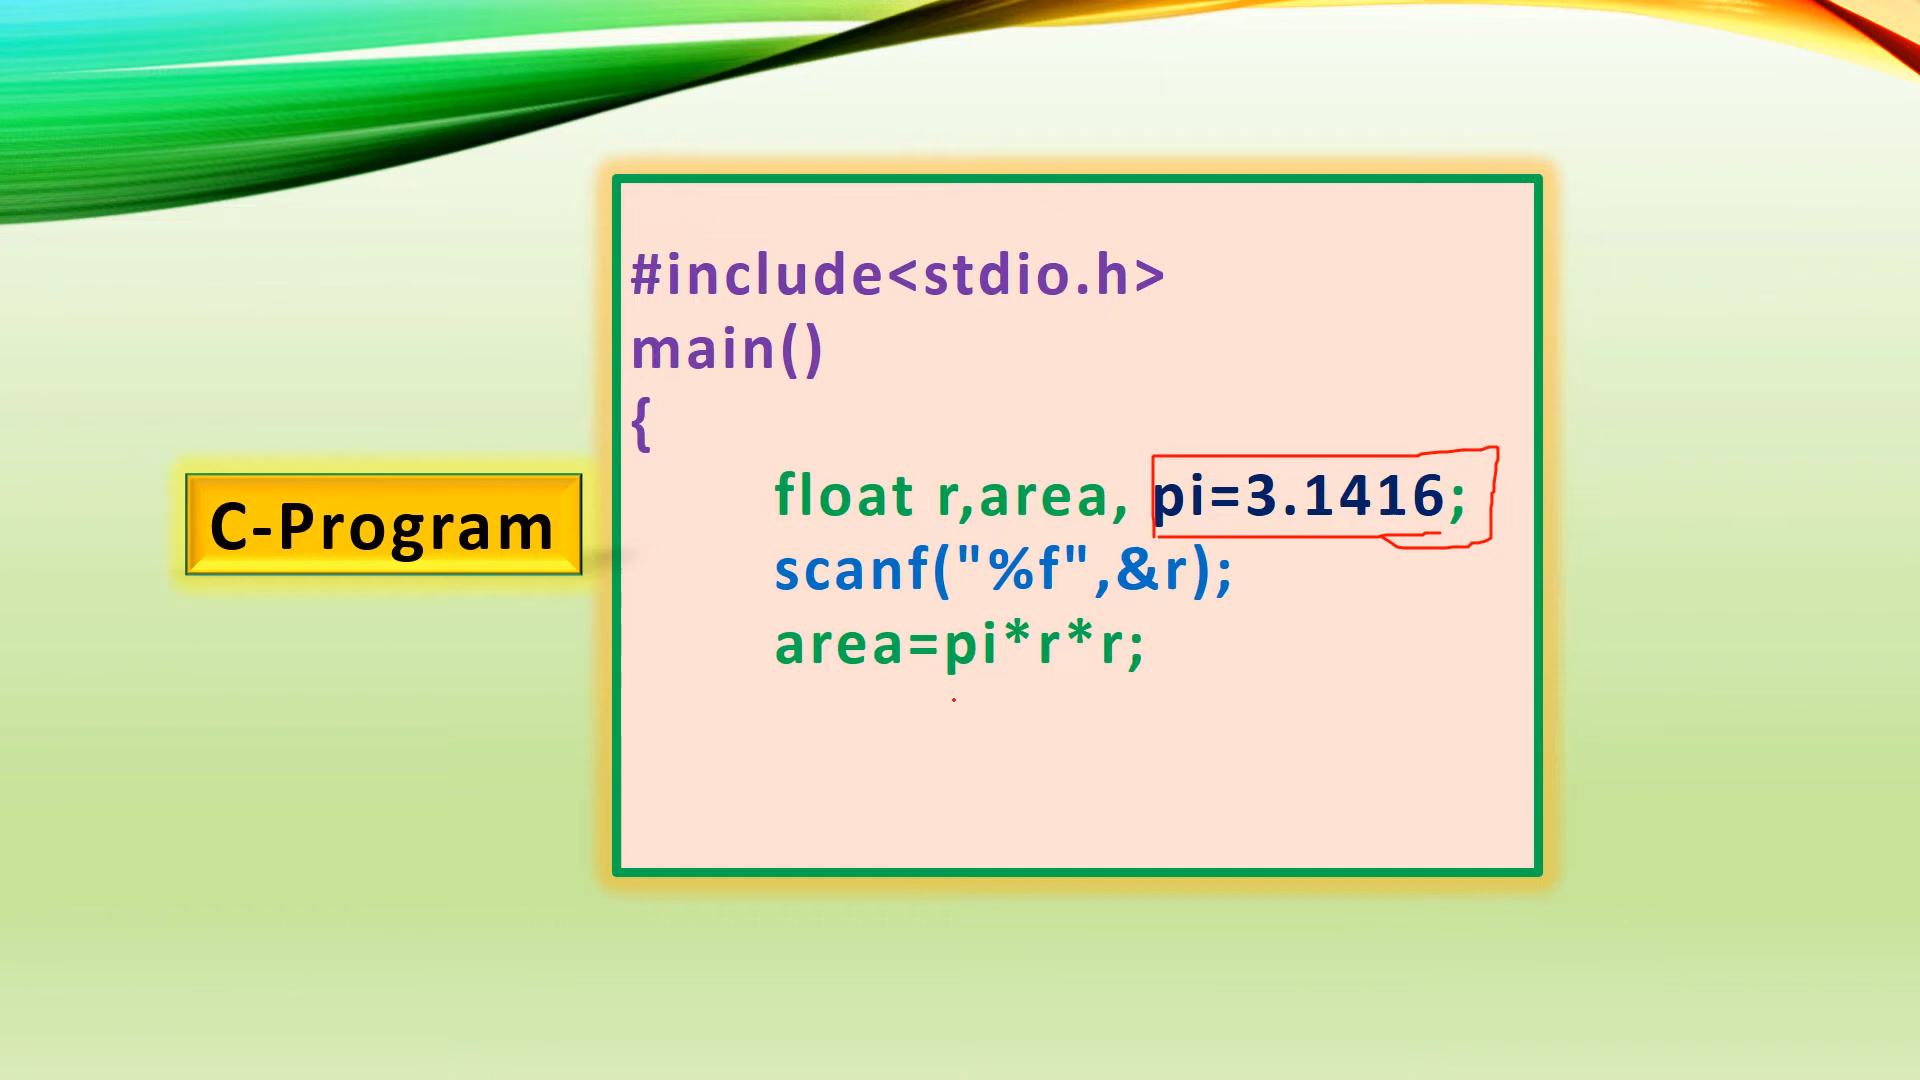 #include<stdio.h>
main()
{
float r,area, pi=3.1416;
C-Program
scanf("%f",&r);
area=pi*r*r;